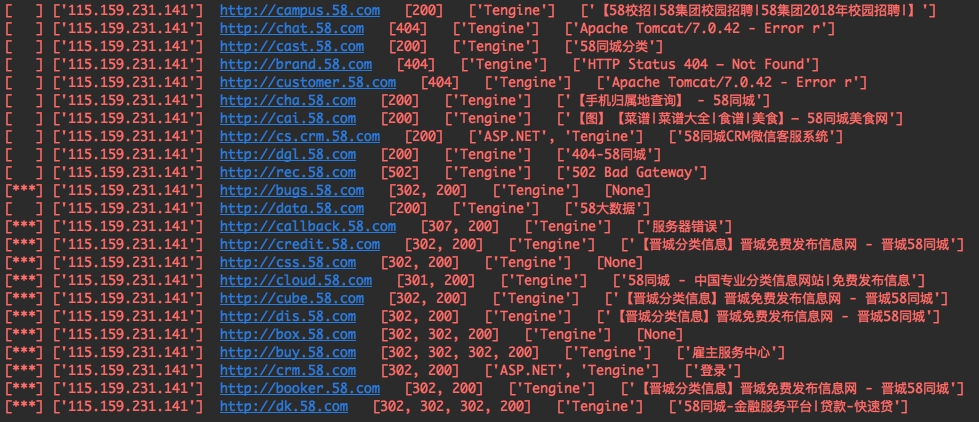 [   ] ['115.159.231.141']  http://campus.58.com   [200]   ['Tengine']   ['【58校招|58集团校园招聘|58集团2018年校园招聘|】']
[   ] ['115.159.231.141']  http://chat.58.com   [404]   ['Tengine']   ['Apache Tomcat/7.0.42 - Error r']
[   ] ['115.159.231.141']  http://cast.58.com   [200]   ['Tengine']   ['58同城分类']
[   ] ['115.159.231.141']  http://brand.58.com   [404]   ['Tengine']   ['HTTP Status 404 – Not Found']
[   ] ['115.159.231.141']  http://customer.58.com   [404]   ['Tengine']   ['Apache Tomcat/7.0.42 - Error r']
[   ] ['115.159.231.141']  http://cha.58.com   [200]   ['Tengine']   ['【手机归属地查询】 - 58同城']
[   ] ['115.159.231.141']  http://cai.58.com   [200]   ['Tengine']   ['【图】【菜谱|菜谱大全|食谱|美食】— 58同城美食网']
[   ] ['115.159.231.141']  http://cs.crm.58.com   [200]   ['ASP.NET', 'Tengine']   ['58同城CRM微信客服系统']
[   ] ['115.159.231.141']  http://dgl.58.com   [200]   ['Tengine']   ['404-58同城']
[   ] ['115.159.231.141']  http://rec.58.com   [502]   ['Tengine']   ['502 Bad Gateway']
[***] ['115.159.231.141']  http://bugs.58.com   [302, 200]   ['Tengine']   [None]
[   ] ['115.159.231.141']  http://data.58.com   [200]   ['Tengine']   ['58大数据']
[***] ['115.159.231.141']  http://callback.58.com   [307, 200]   ['Tengine']   ['服务器错误']
[***] ['115.159.231.141']  http://credit.58.com   [302, 200]   ['Tengine']   ['【晋城分类信息】晋城免费发布信息网 - 晋城58同城']
[***] ['115.159.231.141']  http://css.58.com   [302, 200]   ['Tengine']   [None]
[***] ['115.159.231.141']  http://cloud.58.com   [301, 200]   ['Tengine']   ['58同城 - 中国专业分类信息网站|免费发布信息']
[***] ['115.159.231.141']  http://cube.58.com   [302, 200]   ['Tengine']   ['【晋城分类信息】晋城免费发布信息网 - 晋城58同城']
[***] ['115.159.231.141']  http://dis.58.com   [302, 200]   ['Tengine']   ['【晋城分类信息】晋城免费发布信息网 - 晋城58同城']
[***] ['115.159.231.141']  http://box.58.com   [302, 302, 200]   ['Tengine']   [None]
[***] ['115.159.231.141']  http://buy.58.com   [302, 302, 302, 200]   ['Tengine']   ['雇主服务中心']
[***] ['115.159.231.141']  http://crm.58.com   [302, 200]   ['ASP.NET', 'Tengine']   ['登录']
[***] ['115.159.231.141']  http://booker.58.com   [302, 200]   ['Tengine']   ['【晋城分类信息】晋城免费发布信息网 - 晋城58同城']
[***] ['115.159.231.141']  http://dk.58.com   [302, 302, 302, 200]   ['Tengine']   ['58同城-金融服务平台|贷款-快速贷']